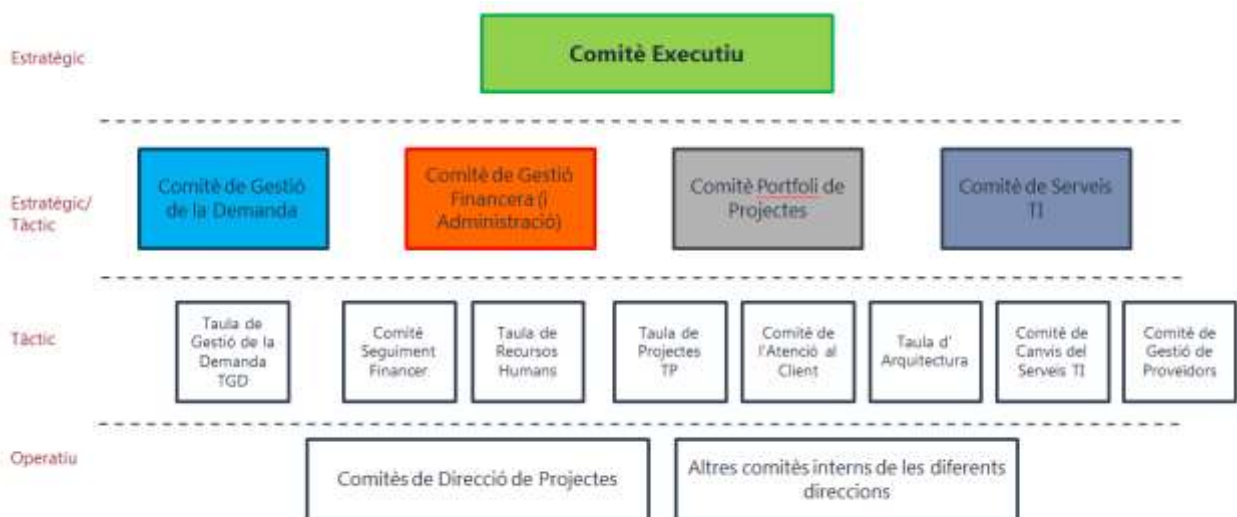 Estratègic
Comitè Executiu
Estratègic/
Tàctic
Comitè de Gestió
de la Demanda
Comitè de Gestió
Financera (i
Administració)
Comitè Portfoli de
Projectes
Comitè de Serveis
TI
Tàctic
Taula de
Gestió de la
Demanda
TGD
Comitè
Seguiment
Financer
Taula de
Recursos
Humans
Taula de
Projectes
TP
Comitè de
l'Atenció al
Client
Taula d'
Arquitectura
Comitè de
Canvis del
Serveis TI
Comitè de
Gestió de
Proveïdors
Operatiu
Comitès de Direcció de Projectes
Altres comitès interns de les diferents
direccions